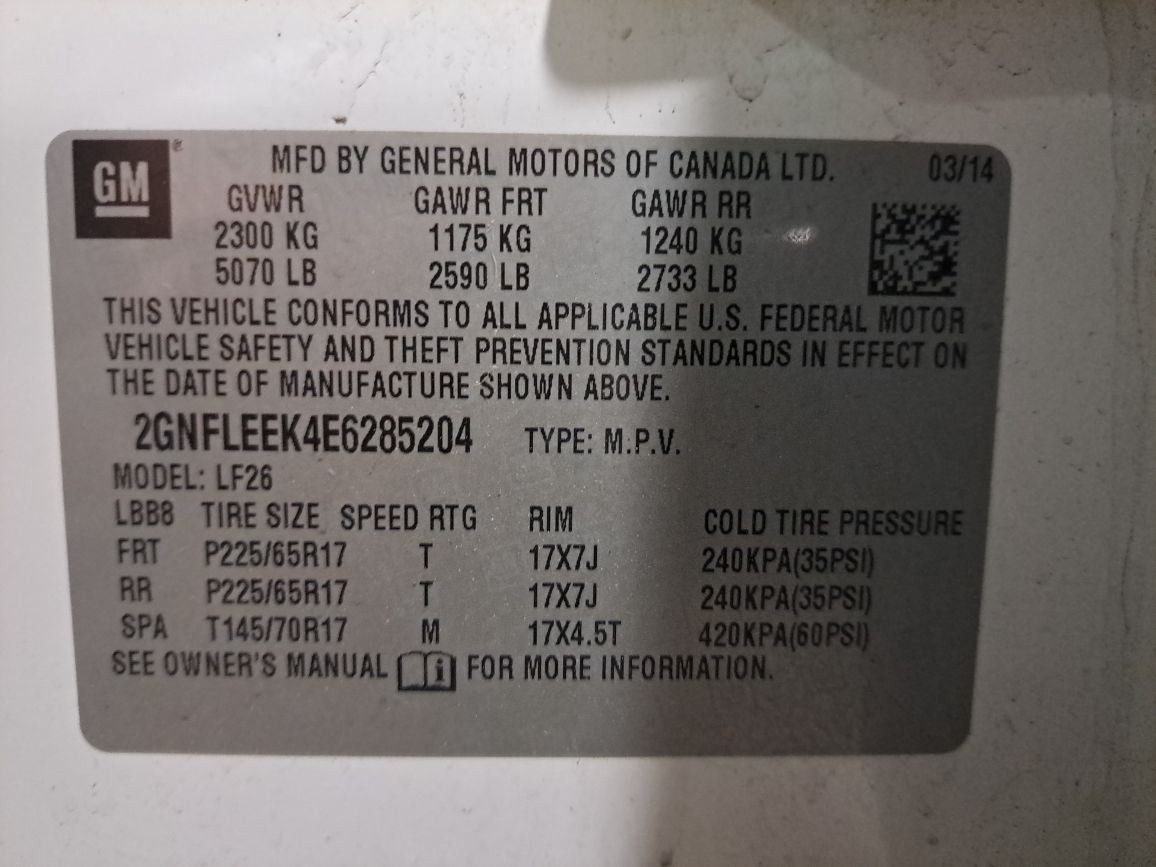 GM ®
MFD BY GENERAL MOTORS OF CANADA LTD. 03/14
GVWR GAWR FRT GAWR RR
2300 KG 1175 KG 1240 KG
5070 LB 2590 LB 2733 LB
THIS VEHICLE CONFORMS TO ALL APPLICABLE U.S. FEDERAL MOTOR
VEHICLE SAFETY AND THEFT PREVENTION STANDARDS IN EFFECT ON
THE DATE OF MANUFACTURE SHOWN ABOVE.
2GNFLEEK4E6285204 TYPE: M.P.V.
MODEL: LF26
LBB8 TIRE SIZE SPEED RTG RIM COLD TIRE PRESSURE
FRT P225/65R17 T 17X7J 240KPA(35PSI)
RR P225/65R17 T 17X7J 240KPA(35PSI)
SPA T145/70R17 M 17X4.5T 420KPA(60PSI)
SEE OWNER'S MANUAL i FOR MORE INFORMATION.